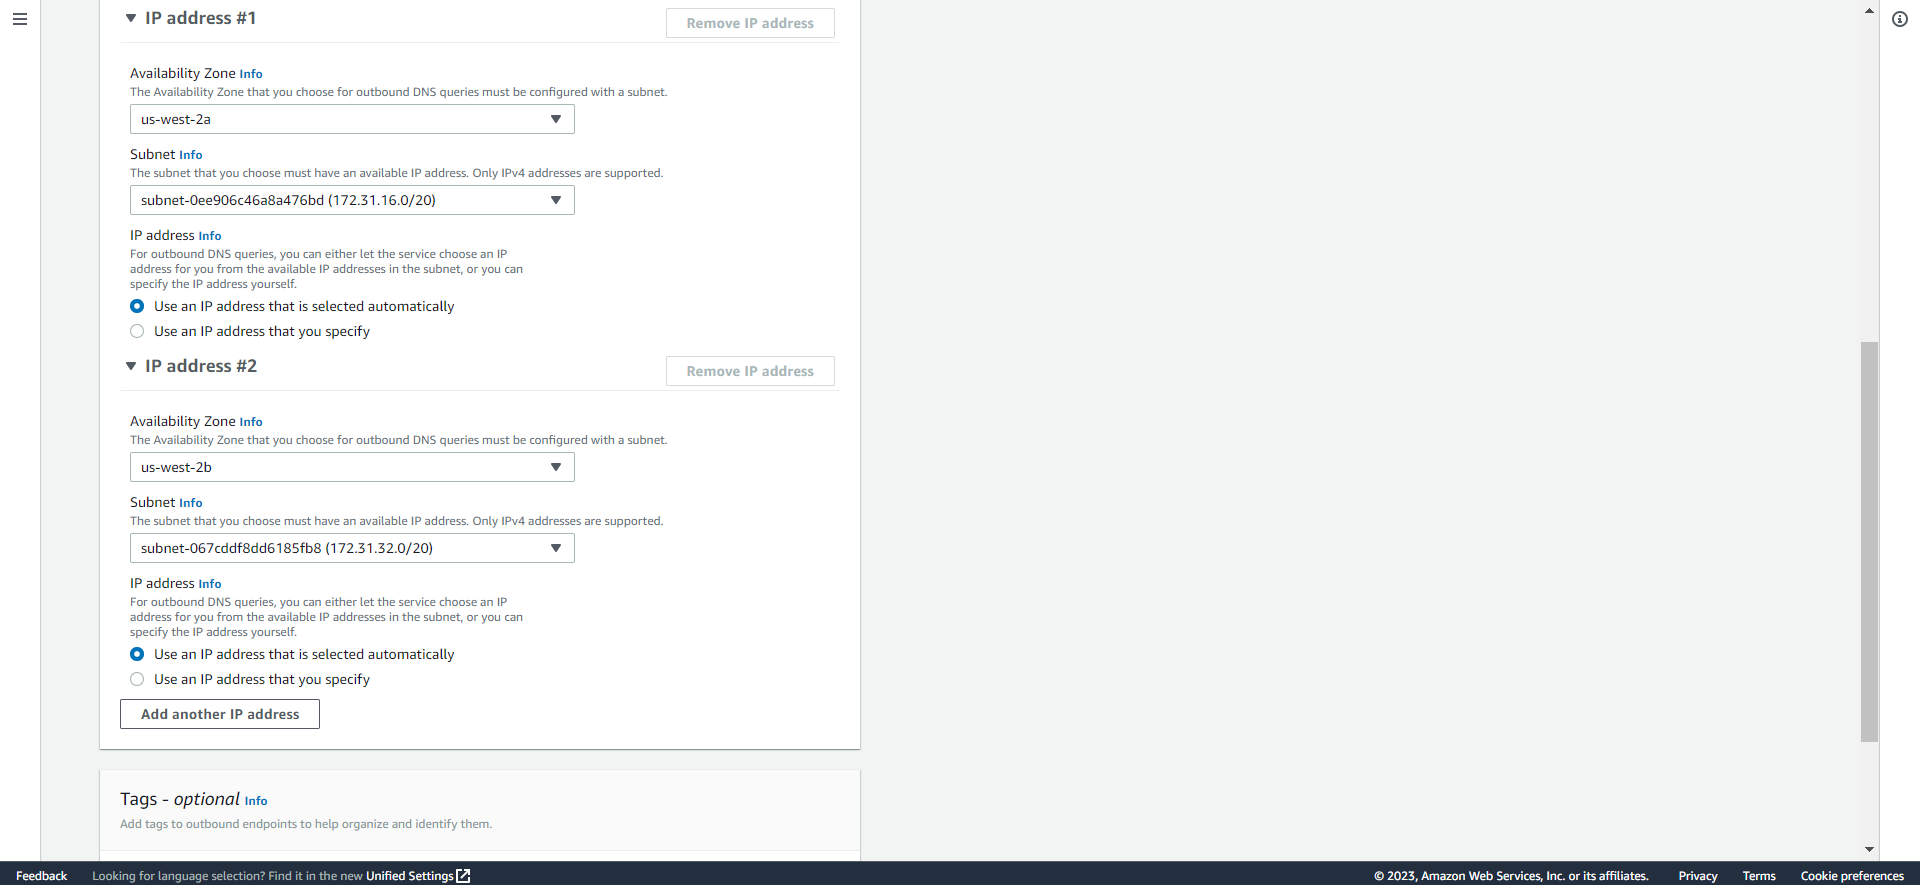 IP address #1
Remove IP address
Availability Zone Info
The Availability Zone that you choose for outbound DNS queries must be configured with a subnet.
us-west-2a
Subnet Info
The subnet that you choose must have an available IP address. Only IPv4 addresses are supported.
subnet-0ee906c46a8a476bd (172.31.16.0/20)
IP address Info
For outbound DNS queries, you can either let the service choose an IP
address for you from the available IP addresses in the subnet, or you can
specify the IP address yourself.
Use an IP address that is selected automatically
Use an IP address that you specify
IP address #2
Remove IP address
Availability Zone Info
The Availability Zone that you choose for outbound DNS queries must be configured with a subnet.
us-west-2b
Subnet Info
The subnet that you choose must have an available IP address. Only IPv4 addresses are supported.
subnet-067cddf8dd6185fb8 (172.31.32.0/20)
IP address Info
For outbound DNS queries, you can either let the service choose an IP
address for you from the available IP addresses in the subnet, or you can
specify the IP address yourself.
Use an IP address that is selected automatically
Use an IP address that you specify
Add another IP address
Tags - optional Info
Add tags to outbound endpoints to help organize and identify them.
Feedback
Looking for language selection? Find it in the new Unified Settings
© 2023, Amazon Web Services, Inc. or its affiliates.
Privacy
Terms
Cookie preferences